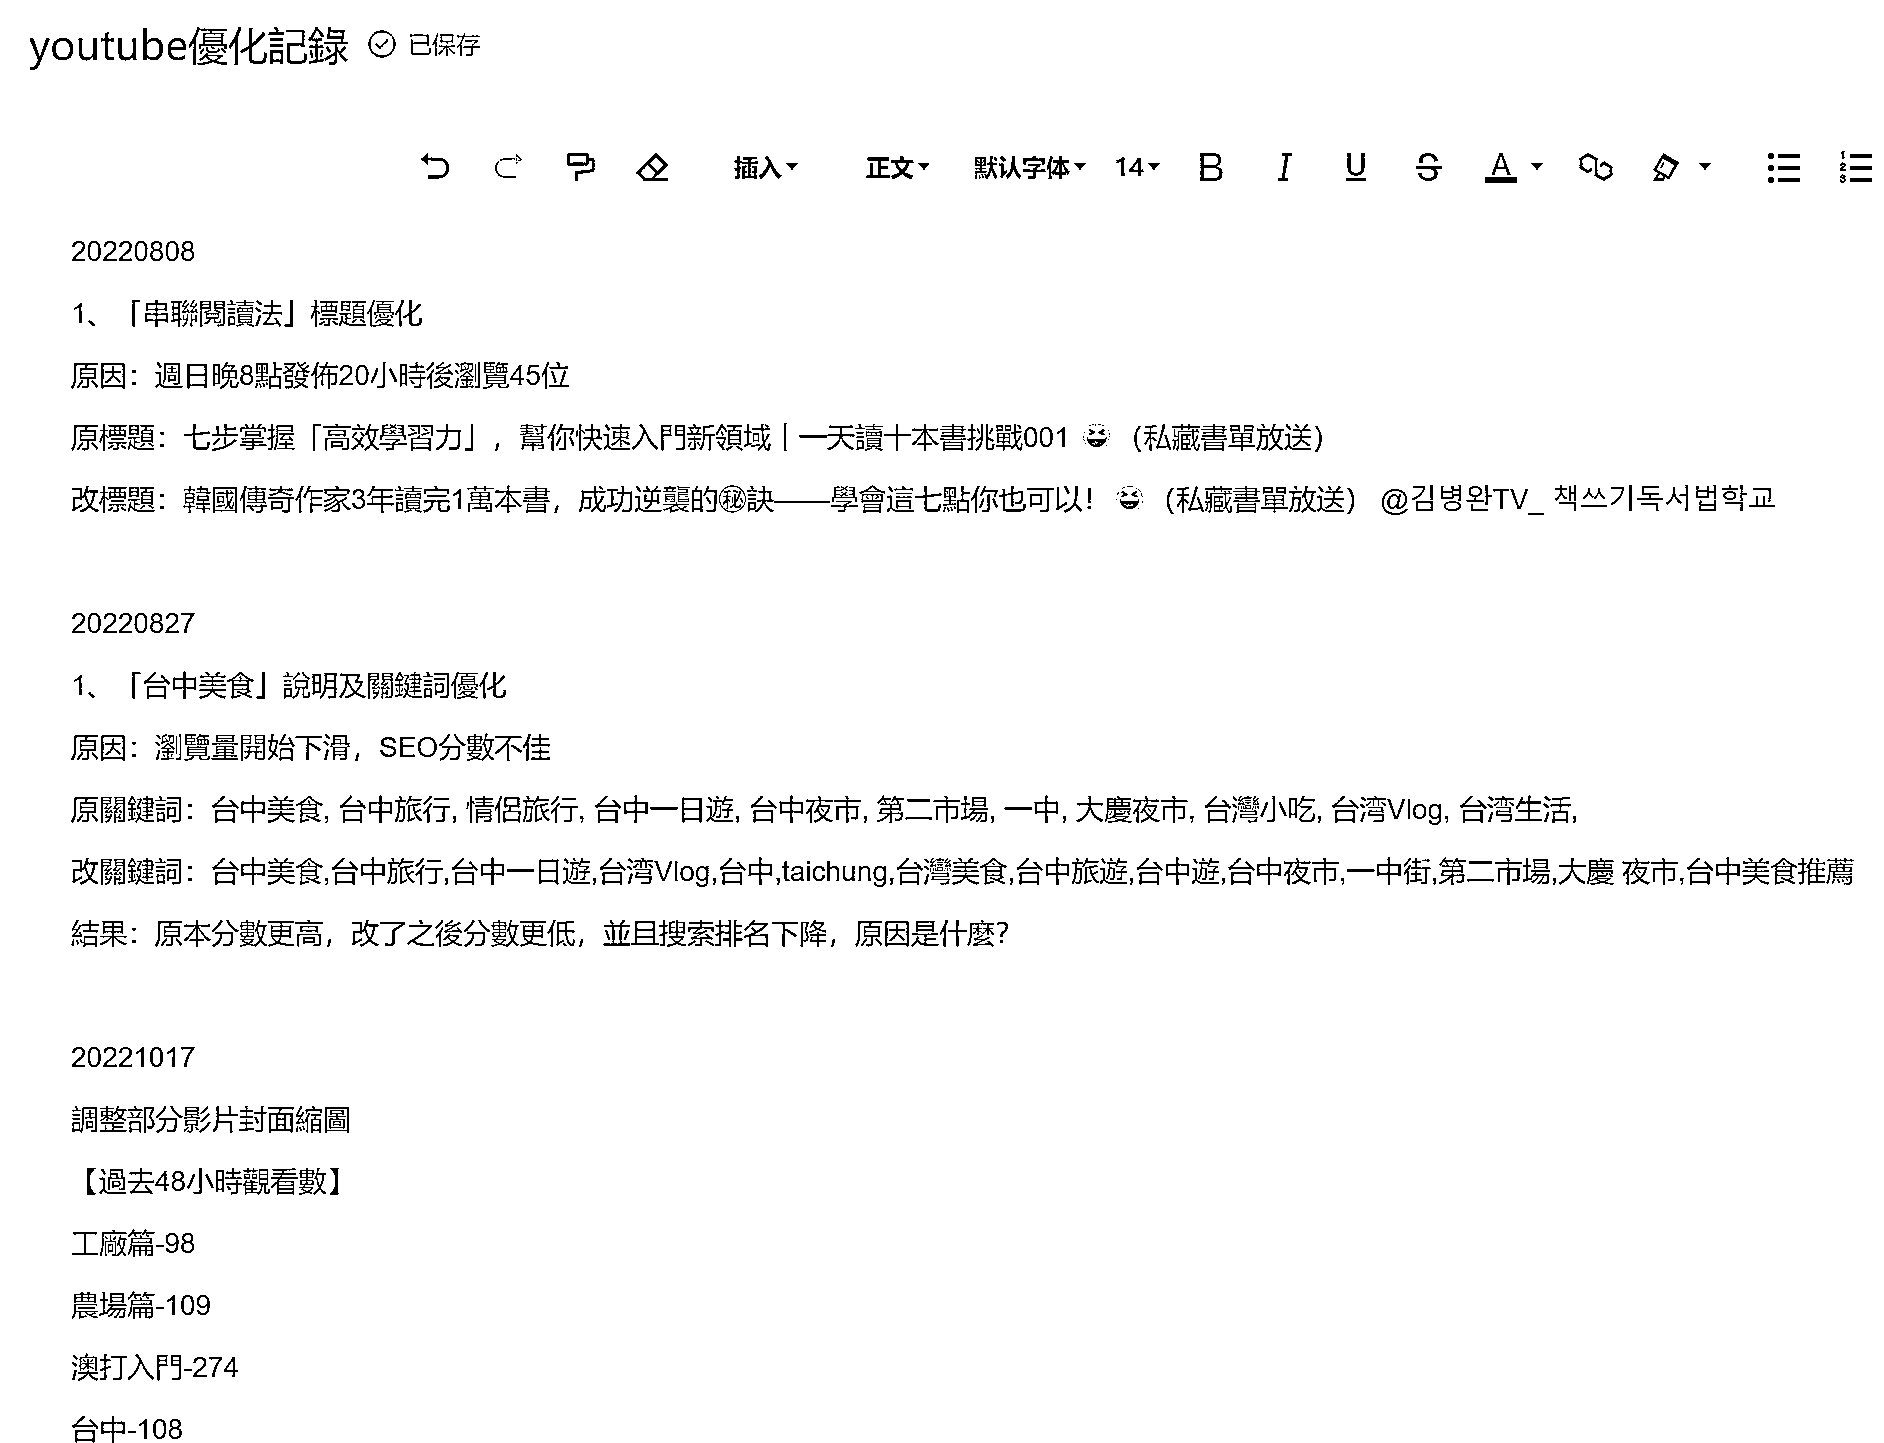 youtube優化記錄 已保存
插入 正文 默认字体 14 B I U S A
20220808
1、「串聯閱讀法」標題優化
原因：週日晚8點發佈20小時後瀏覽45位
原標題：七步掌握「高效學習力」，幫你快速入門新領域｜一天讀十本書挑戰001 😆 （私藏書單放送）
改標題：韓國傳奇作家3年讀完1萬本書，成功逆襲的㊙訣——學會這七點你也可以！ 😆 （私藏書單放送） @김병완TV_ 책쓰기독서법학교
20220827
1、「台中美食」說明及關鍵詞優化
原因：瀏覽量開始下滑，SEO分數不佳
原關鍵詞：台中美食, 台中旅行, 情侶旅行, 台中一日遊, 台中夜市, 第二市場, 一中, 大慶夜市, 台灣小吃, 台湾Vlog, 台湾生活,
改關鍵詞：台中美食,台中旅行,台中一日遊,台湾Vlog,台中,taichung,台灣美食,台中旅遊,台中遊,台中夜市,一中街,第二市場,大慶 夜市,台中美食推薦
結果：原本分數更高，改了之後分數更低，並且搜索排名下降，原因是什麼？
20221017
調整部分影片封面縮圖
【過去48小時觀看數】
工廠篇-98
農場篇-109
澳打入門-274
台中-108